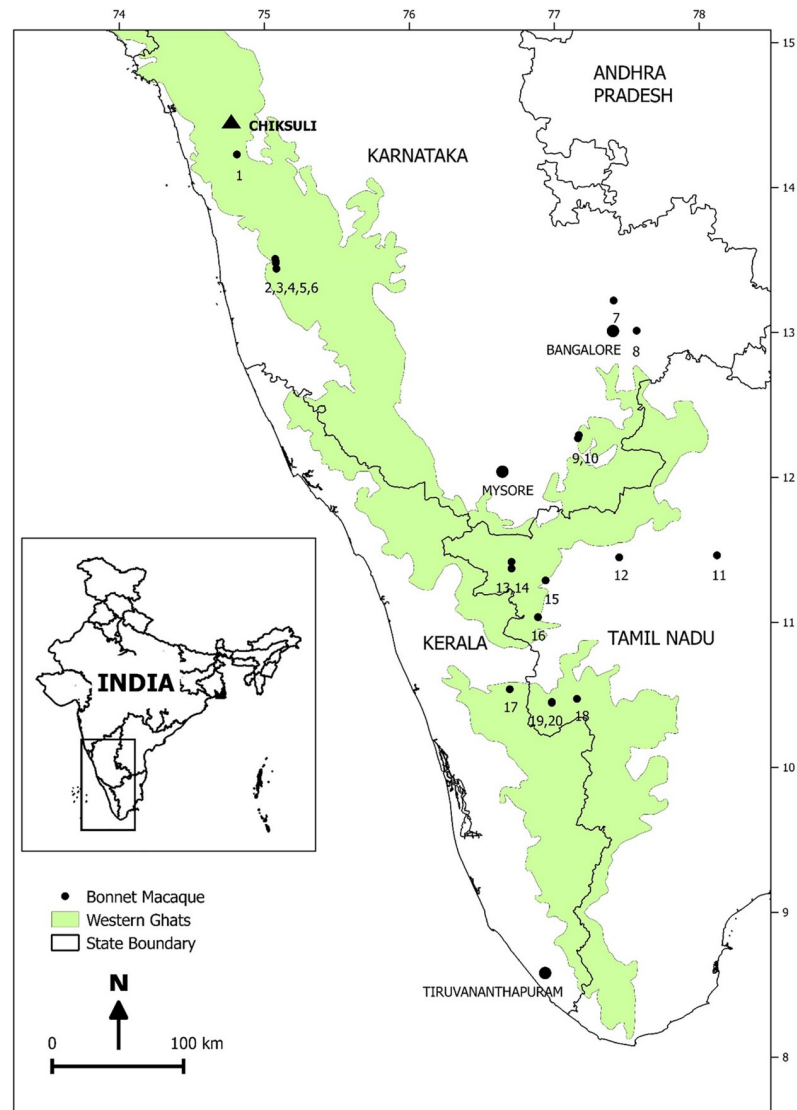 74 75 76 77 78
15
ANDHRA
PRADESH
CHIKSULI
KARNATAKA
14
1
2,3,4,5,6
7
13
BANGALORE 8
9,10
12
MYSORE
13,14
15
12
11
11
16
KERALA
TAMIL NADU
INDIA
17
19,20
18
10
Bonnet Macaque
Western Ghats
State Boundary
9
N
TIRUVANANTHAPURAM
0 100 km
8